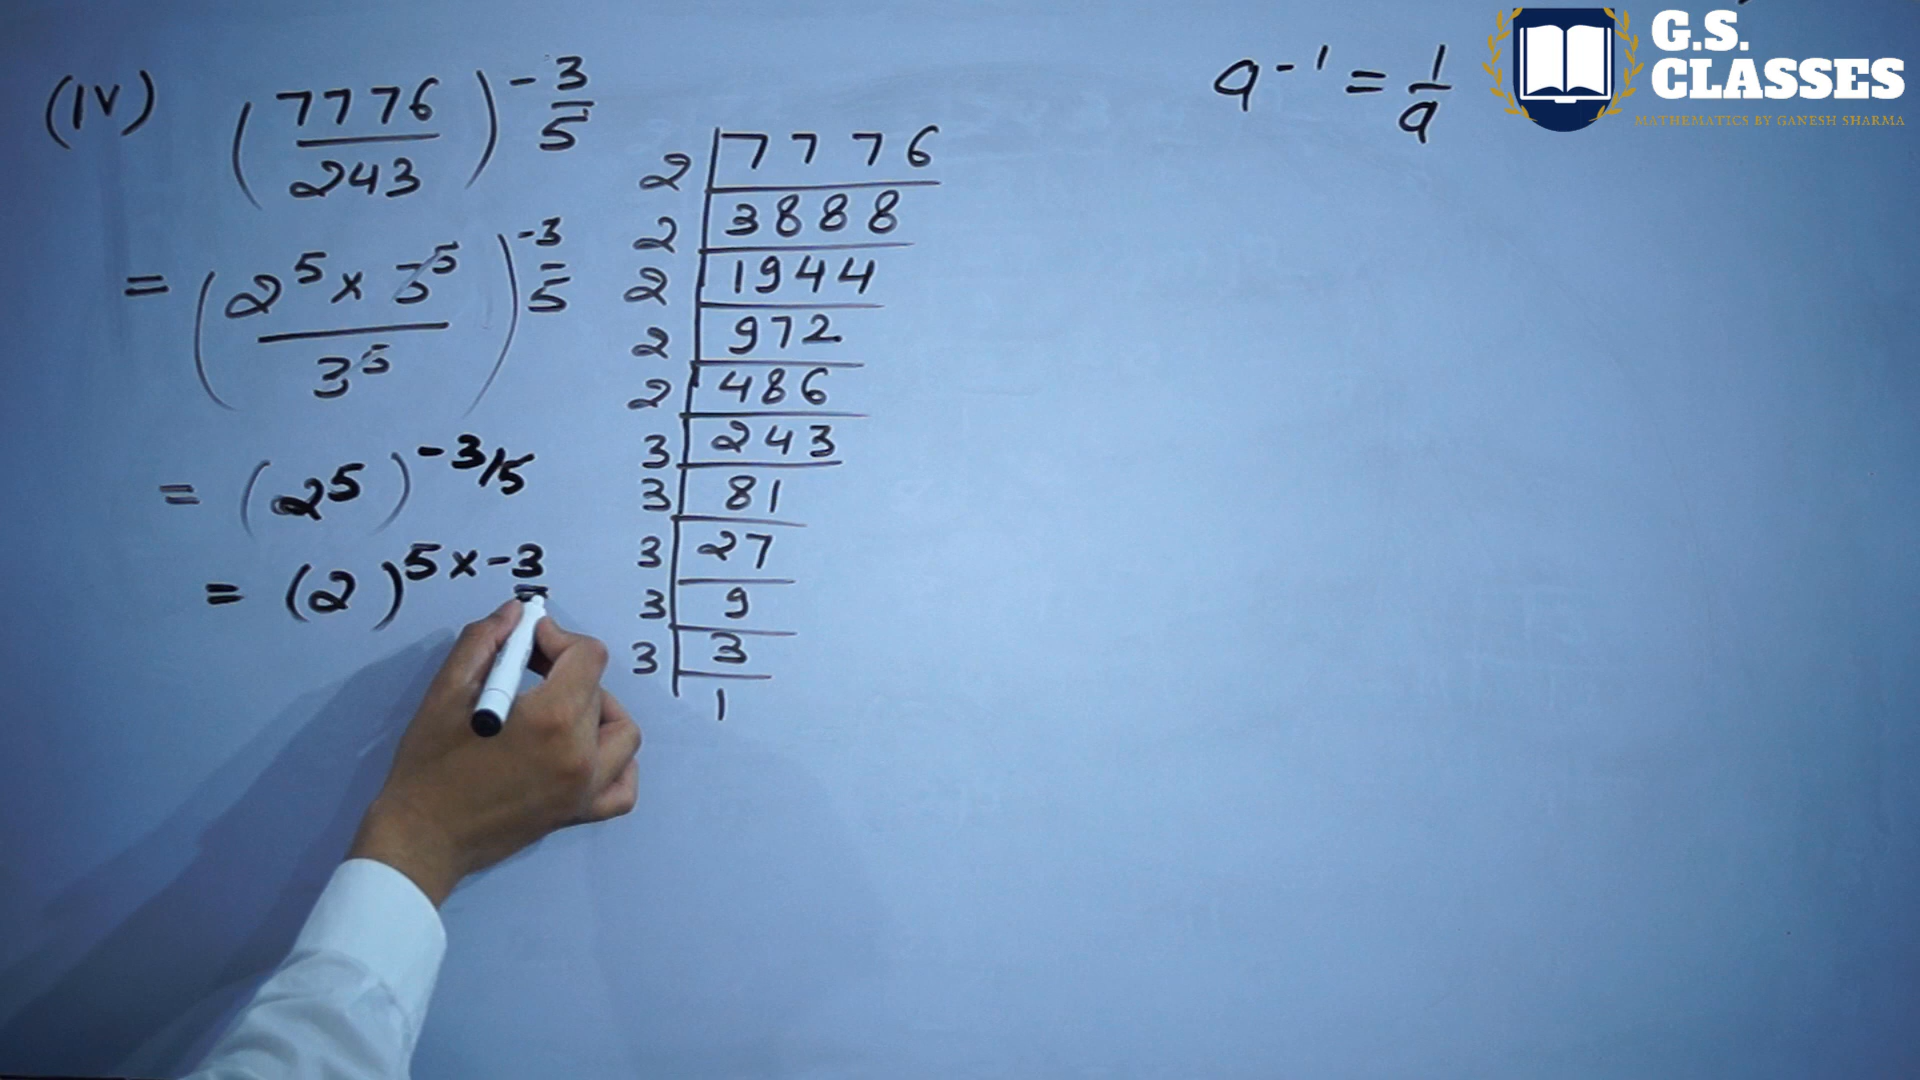 (IV) (7776/243)^-3/5
= (2^5 × 3^5 / 3^5)^-3/5
= (2^5)^-3/5
= (2)^5 × -3
2 | 7776
2 | 3888
2 | 1944
2 | 972
2 | 486
3 | 243
3 | 81
3 | 27
3 | 9
3 | 3
1
a^-1 = 1/a
G.S.
CLASSES
MATHEMATICS BY GANESH SHARMA